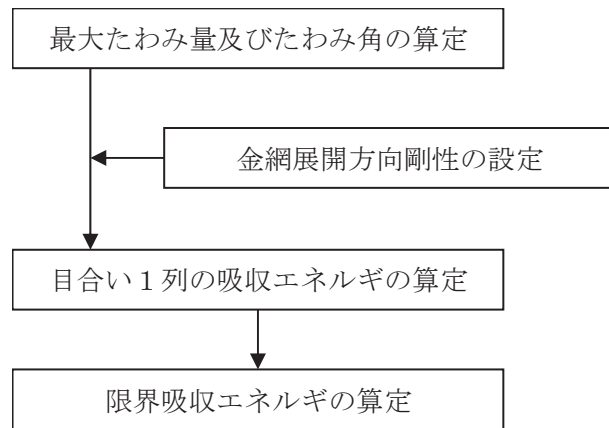 最大たわみ量及びたわみ角の算定
金網展開方向剛性の設定
目合い１列の吸収エネルギの算定
限界吸収エネルギの算定